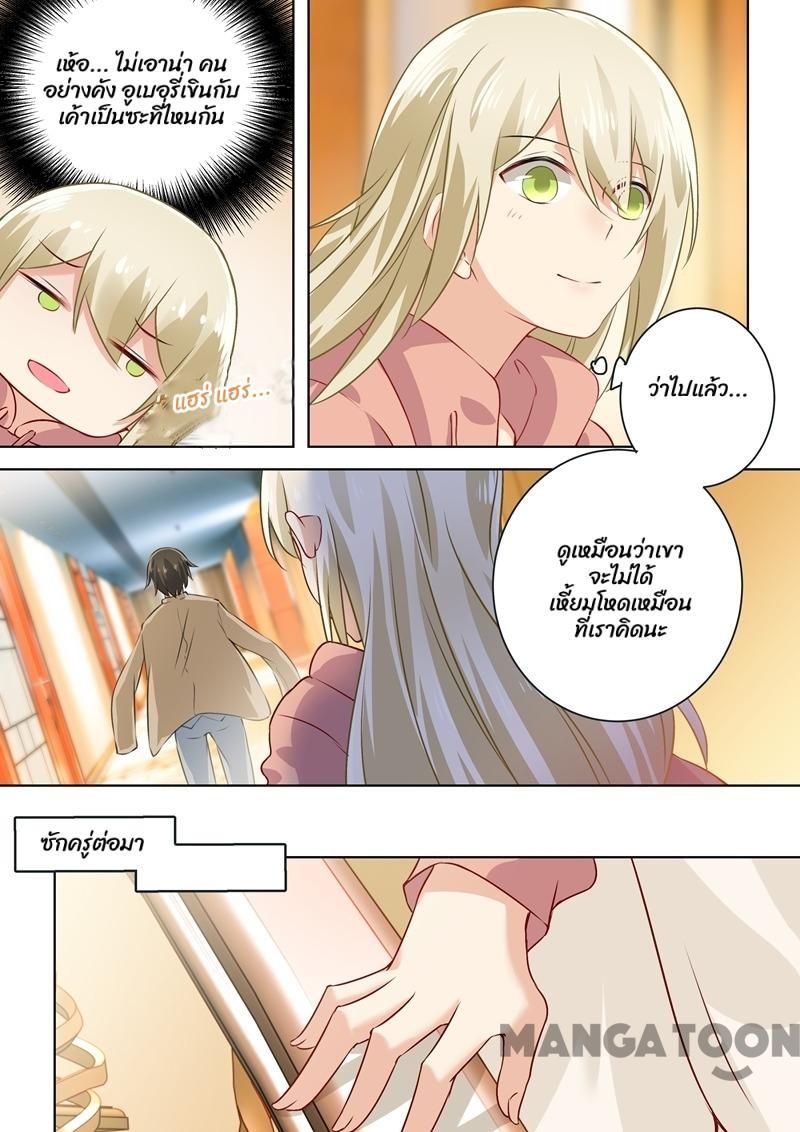 เห้อ... ไม่เอาน่า คน
อย่างคัง อูเบอุรี่เขินกับ
เค้าเป็นซะที่ไหนกัน
แฮร่ แฮร่...
ว่าไปแล้ว...
ดูเหมือนว่าเขา
จะไม่ได้
เหี้ยมโหดเหมือน
ที่เราคิดนะ
ซักครู่ต่อมา
MANGATOON